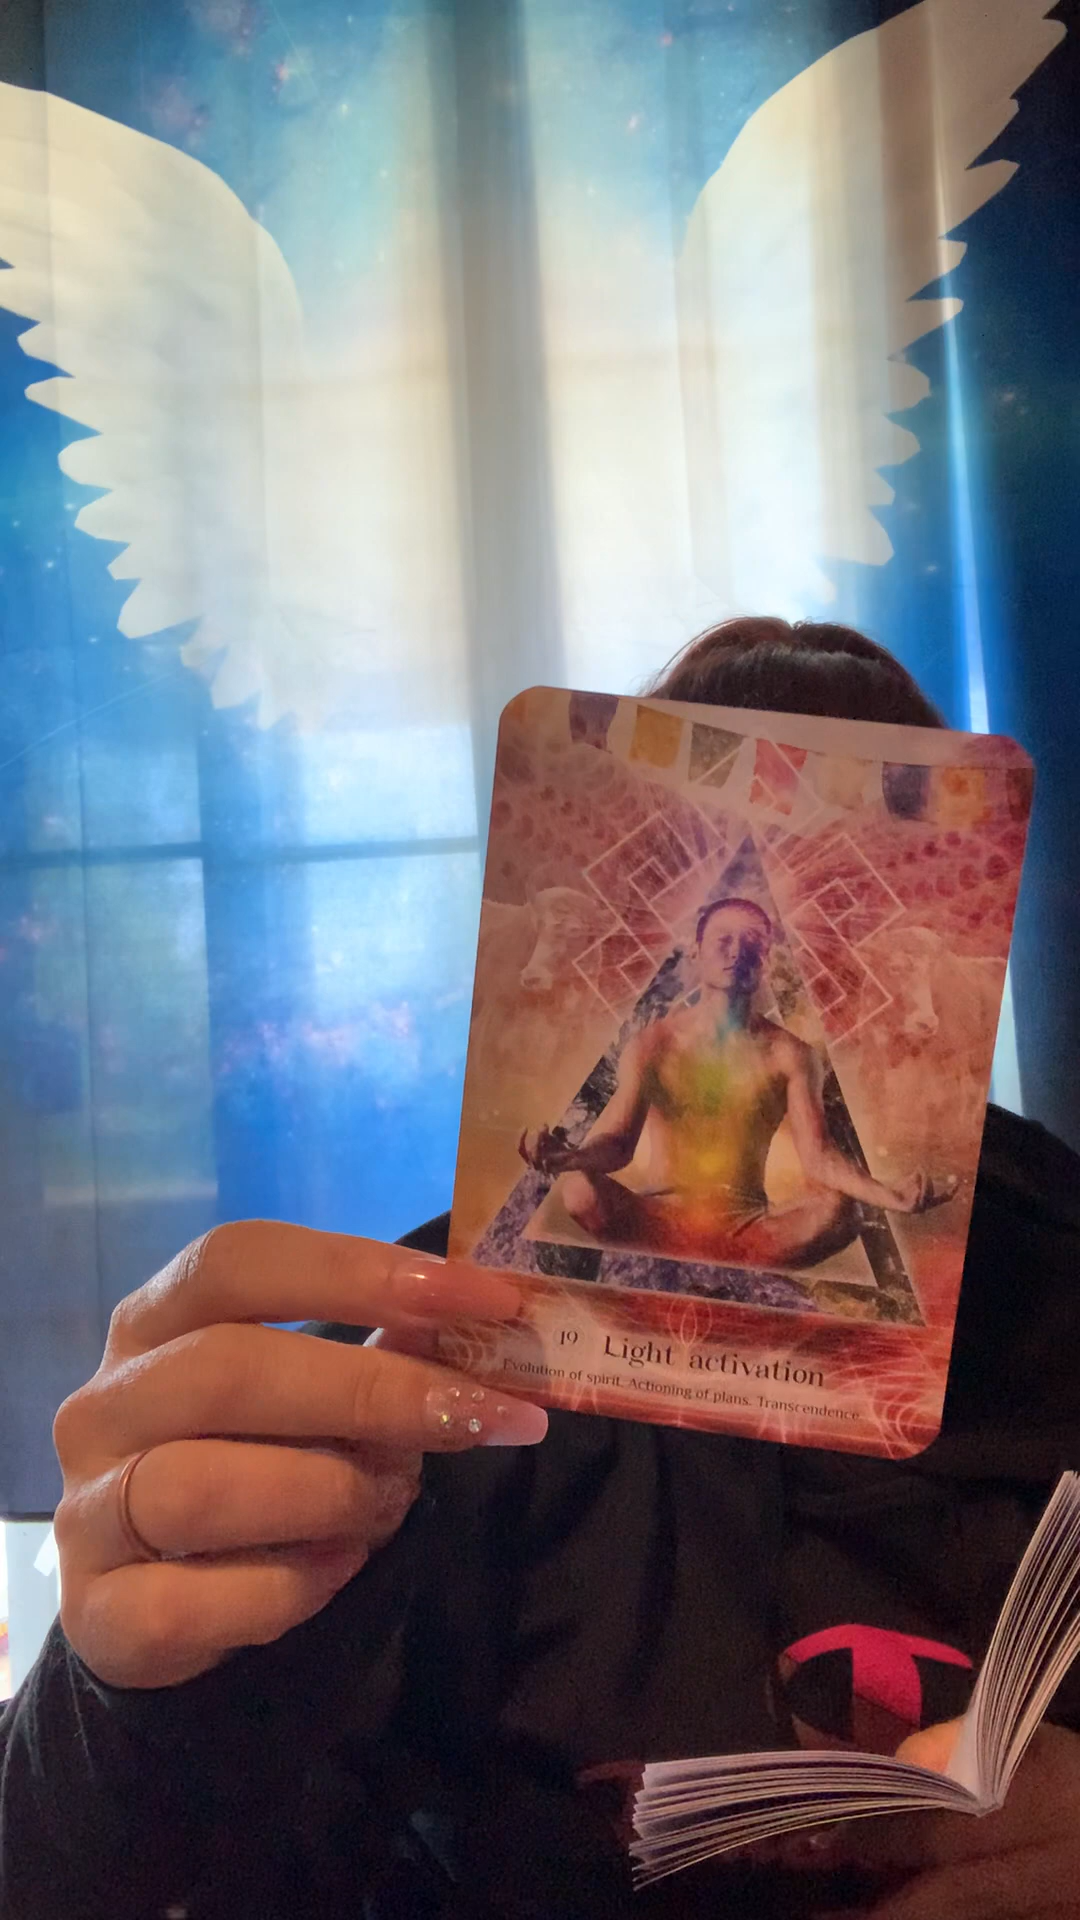 19 Light activation
Evolution of spirit. Actioning of plans. Transcendence